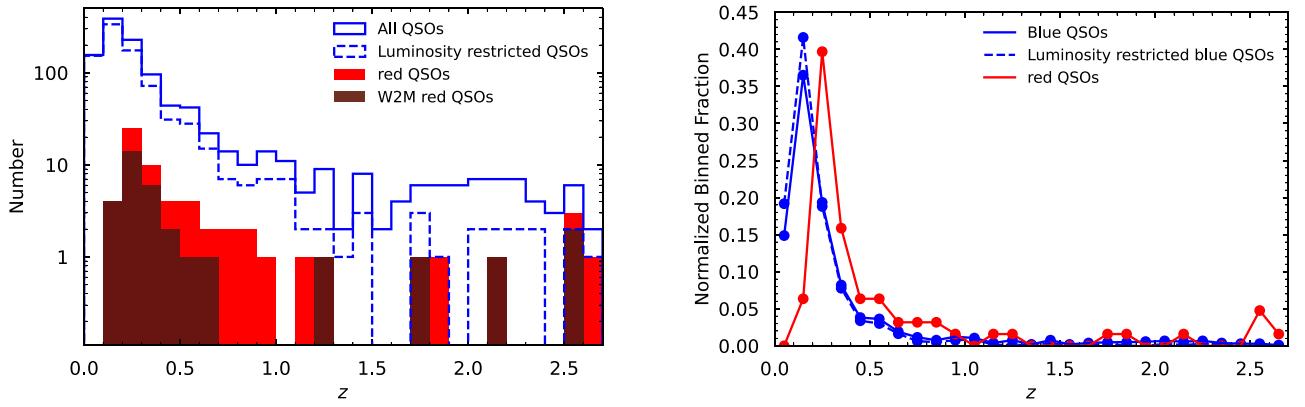 All QSOs
Luminosity restricted QSOs
red QSOs
W2M red QSOs
100
10
1
Number
0.0 0.5 1.0 1.5 2.0 2.5
z
Blue QSOs
Luminosity restricted blue QSOs
red QSOs
0.45
0.40
0.35
0.30
0.25
0.20
0.15
0.10
0.05
0.00
Normalized Binned Fraction
0.0 0.5 1.0 1.5 2.0 2.5
z